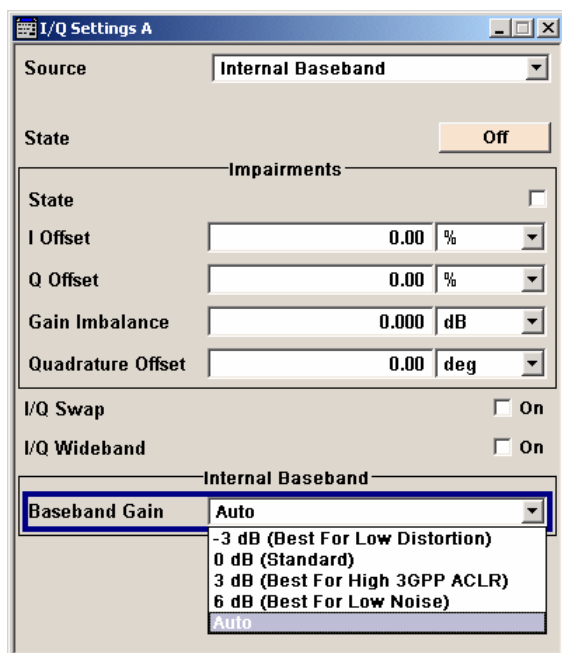 I/Q Settings A
Source Internal Baseband
State Off
Impairments
State
I Offset 0.00 %
Q Offset 0.00 %
Gain Imbalance 0.000 dB
Quadrature Offset 0.00 deg
I/Q Swap On
I/Q Wideband On
Internal Baseband
Baseband Gain Auto
-3 dB (Best For Low Distortion)
0 dB (Standard)
3 dB (Best For High 3GPP ACLR)
6 dB (Best For Low Noise)
Auto